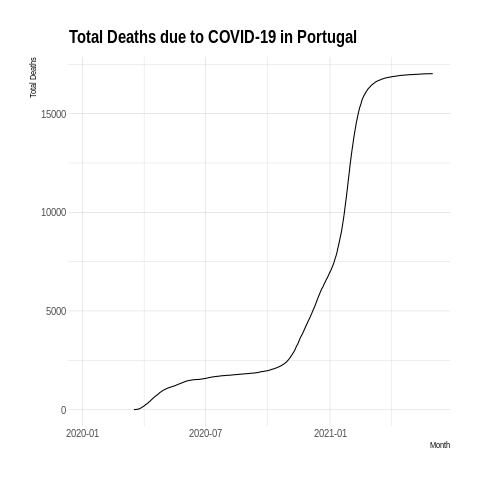 Total Deaths due to COVID-19 in Portugal
Total Deaths
15000
10000
5000
0
2020-01 2020-07 2021-01
Month